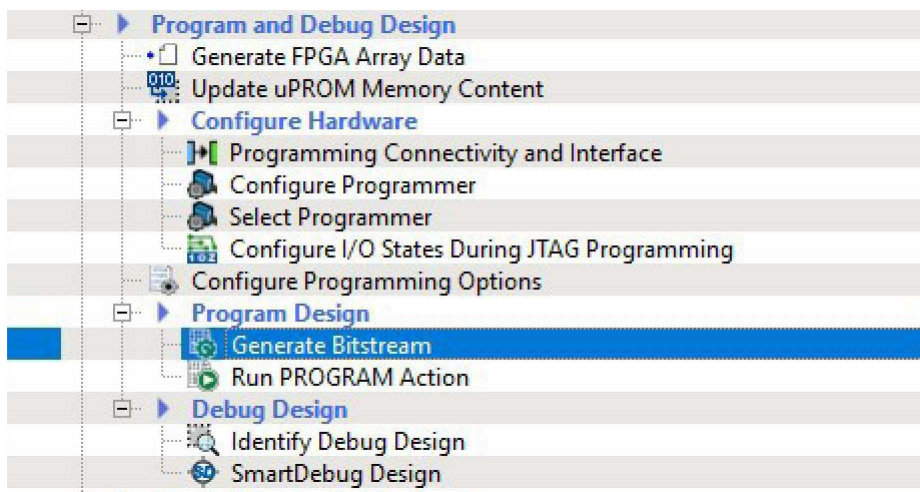 Program and Debug Design
Generate FPGA Array Data
Update uPROM Memory Content
Configure Hardware
Programming Connectivity and Interface
Configure Programmer
Select Programmer
Configure I/O States During JTAG Programming
Configure Programming Options
Program Design
Generate Bitstream
Run PROGRAM Action
Debug Design
Identify Debug Design
SmartDebug Design